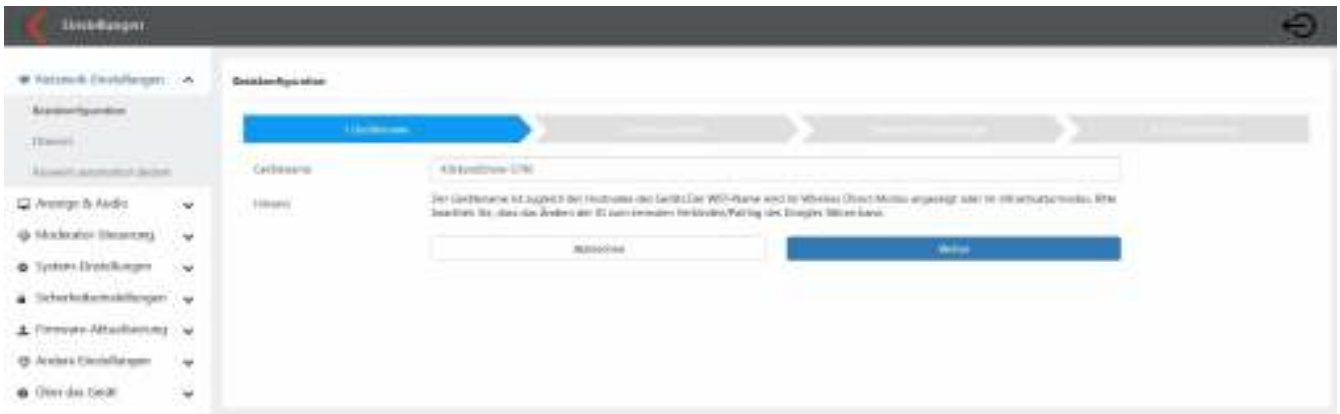 Einstellungen
Netzwerk-Einstellungen
Basiskonfiguration
Basiskonfiguration
1 Gerätename
Hinweis
Gerätename
Hinweis
Der Gerätename ist zugleich der Hostname des Geräts. Der WiFi-Name wird im Wireless Direct Modus angezeigt oder im Infrastrukturmodus. Bitte
beachten Sie, dass das Ändern der ID zum erneuten Verbinden/Pairing des Dongles führen kann.
Abbrechen
Weiter
Anzeige & Audio
Moderator-Steuerung
System-Einstellungen
Sicherheitseinstellungen
Firmware-Aktualisierung
Andere Einstellungen
Über das Gerät